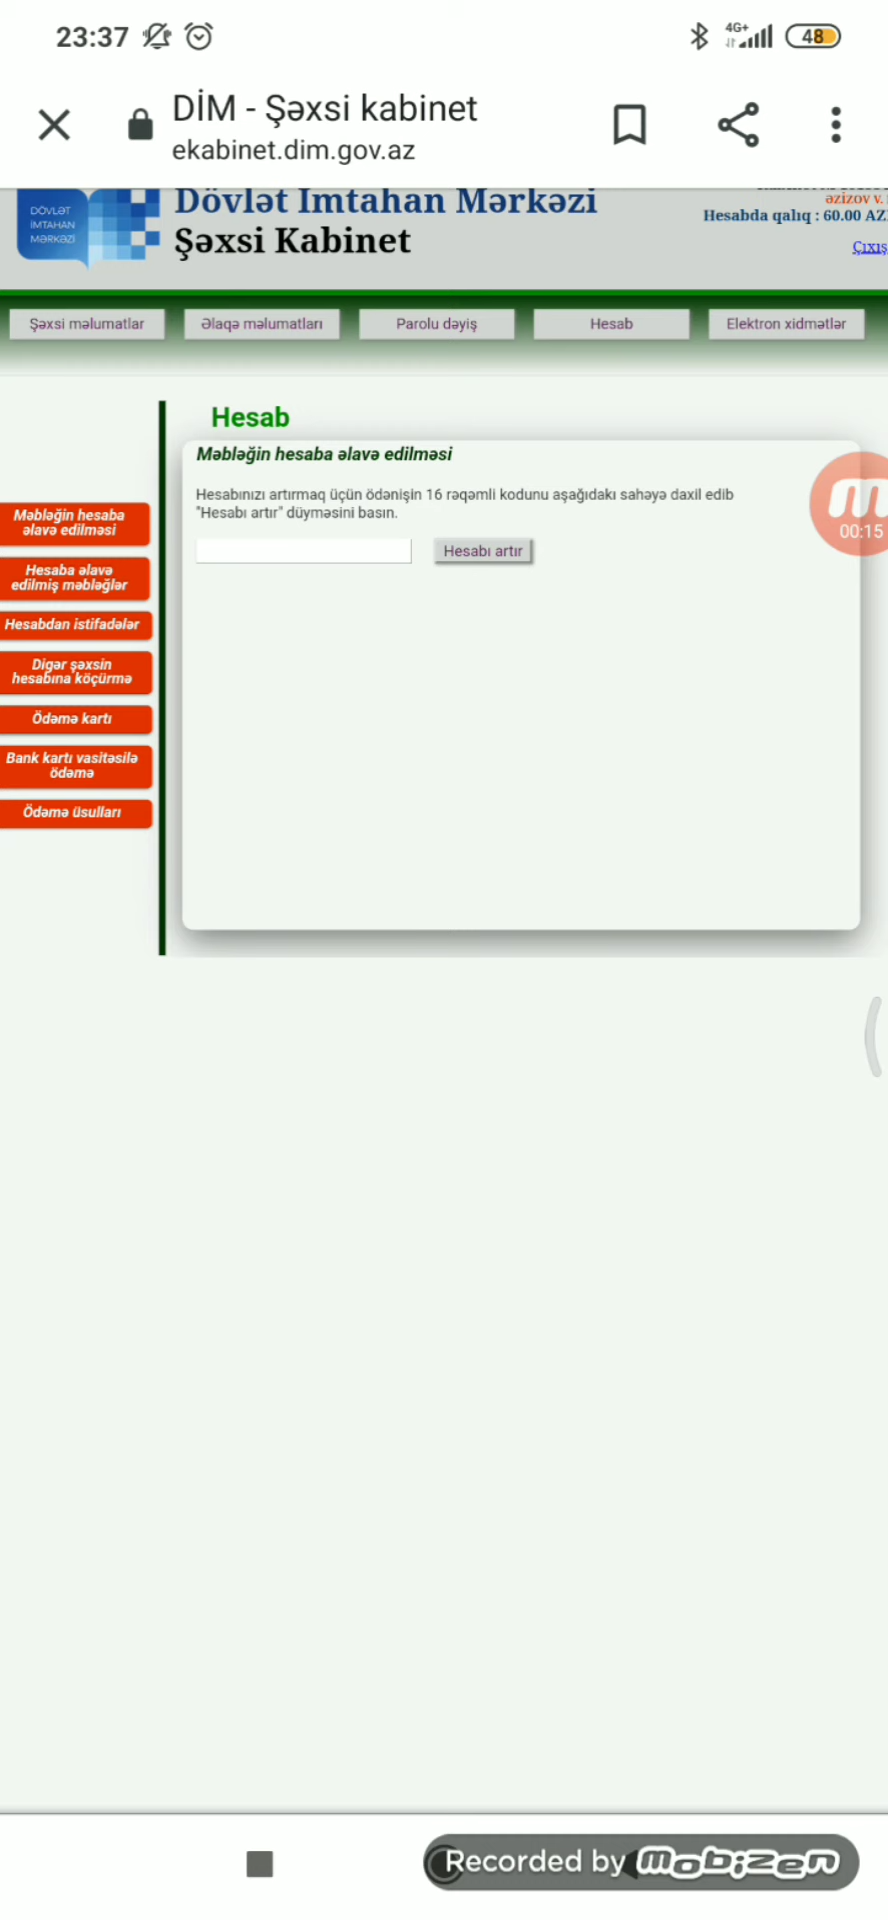 23:37
4G+
48
DİM - Şəxsi kabinet
ekabinet.dim.gov.az
DÖVLƏT
İMTAHAN
MƏRKƏZİ
Dövlət İmtahan Mərkəzi
Şəxsi Kabinet
əzizov v.
Hesabda qalıq : 60.00 AZ
Çıxış
Şəxsi məlumatlar
Əlaqə məlumatları
Parolu dəyiş
Hesab
Elektron xidmətlər
Hesab
Məbləğin hesaba əlavə edilməsi
Hesabınızı artırmaq üçün ödənişin 16 rəqəmli kodunu aşağıdakı sahəyə daxil edib
"Hesabı artır" düyməsini basın.
Hesabı artır
00:15
Məbləğin hesaba
əlavə edilməsi
Hesaba əlavə
edilmiş məbləğlər
Hesabdan istifadələr
Digər şəxsin
hesabına köçürmə
Ödəmə kartı
Bank kartı vasitəsilə
ödəmə
Ödəmə üsulları
Recorded by mobizen